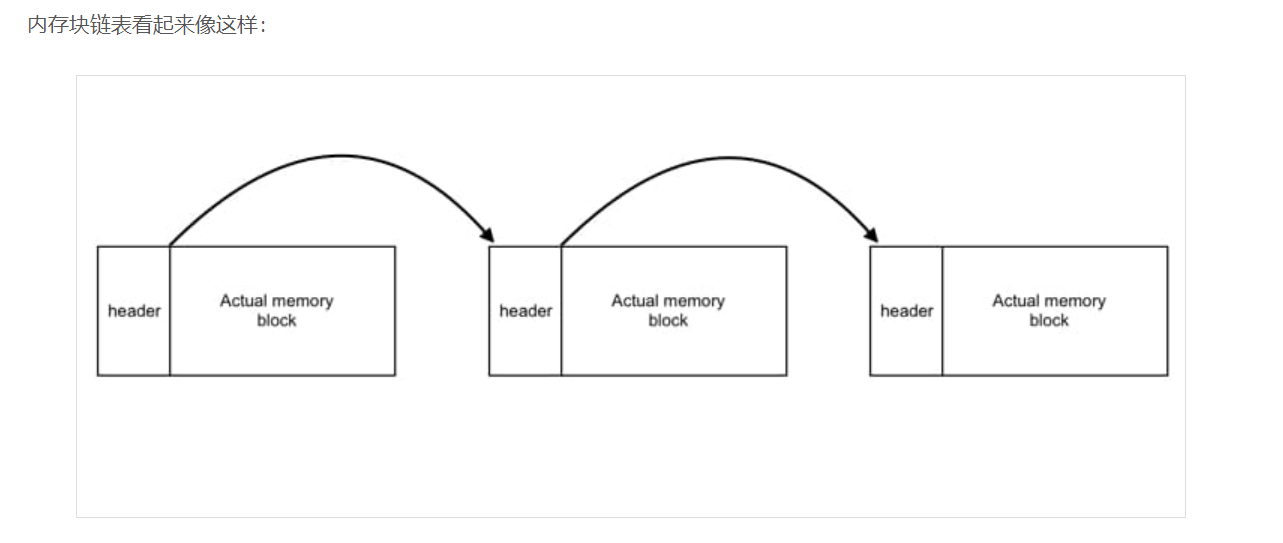 内存块链表看起来像这样：
header
Actual memory
block
header
Actual memory
block
header
Actual memory
block